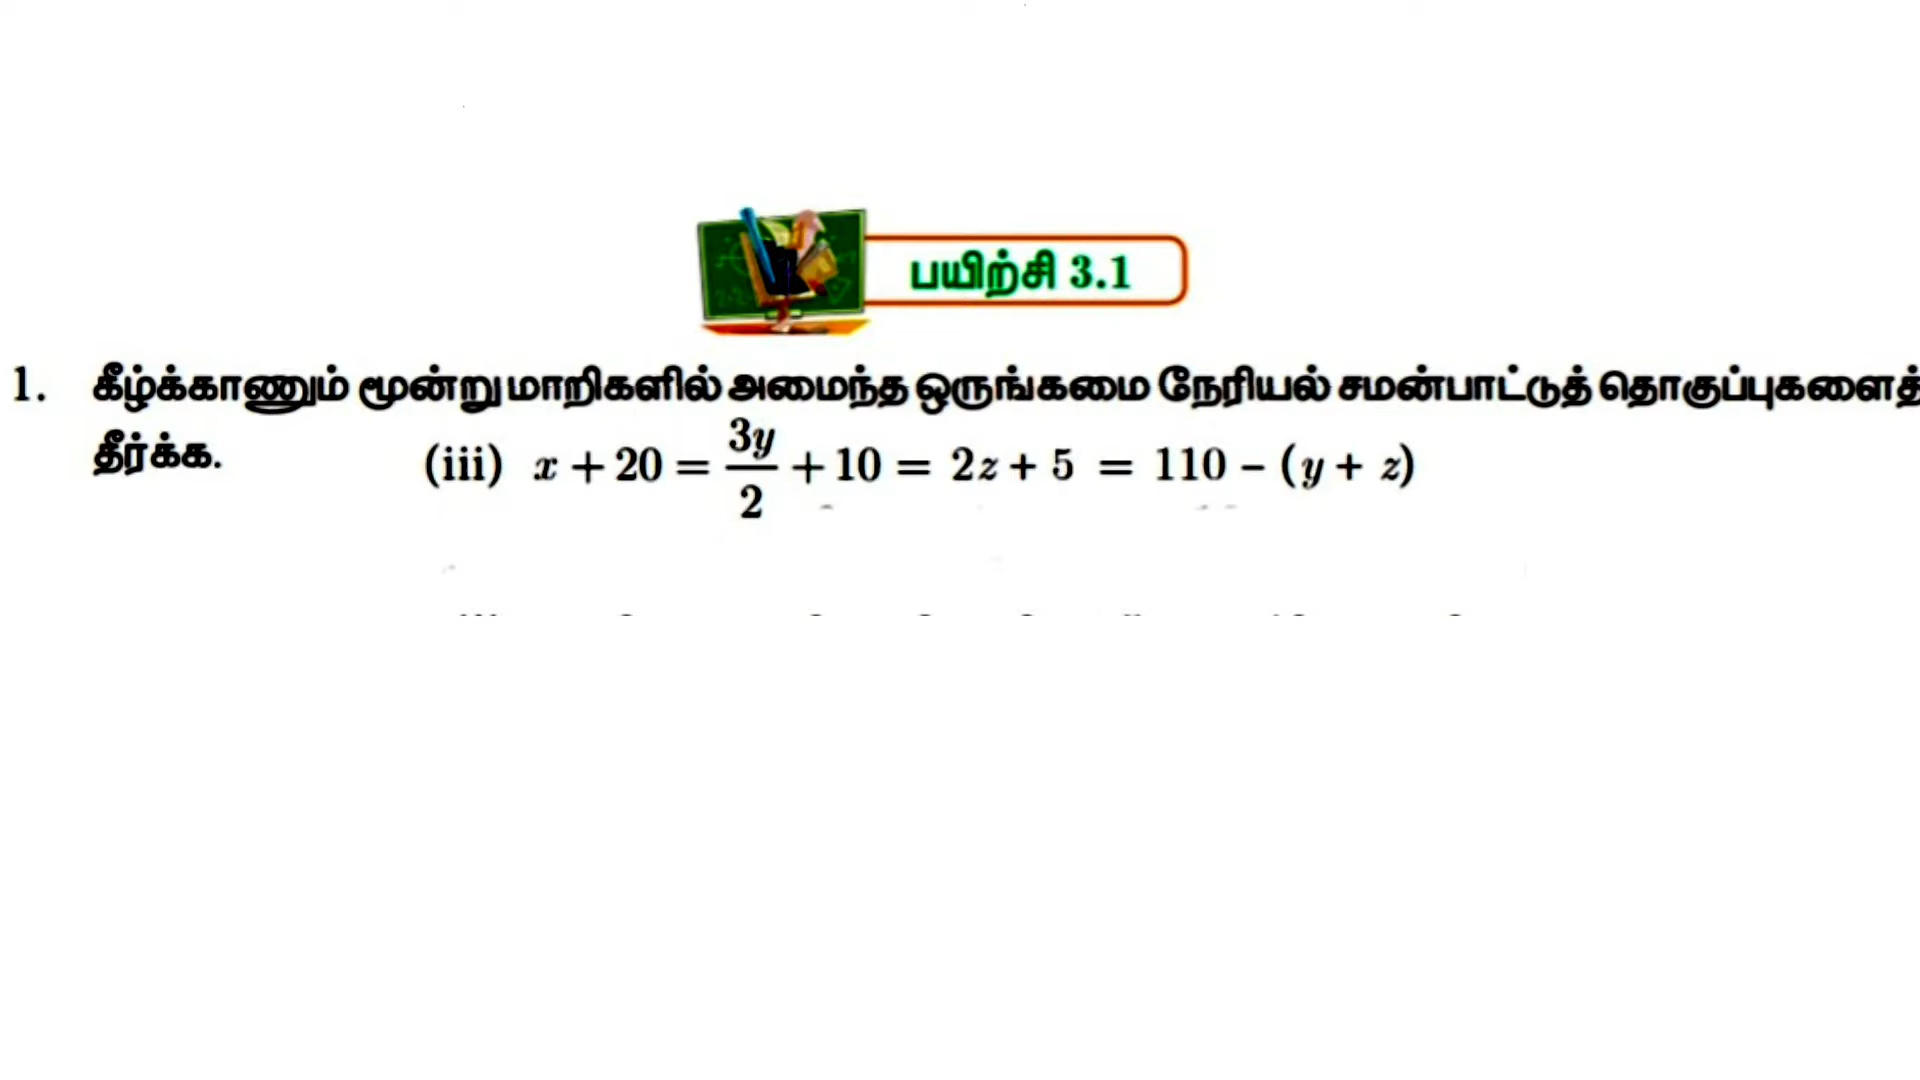 பயிற்சி 3.1
1. கீழ்க்காணும் மூன்று மாறிகளில் அமைந்த ஒருங்கமை நேரியல் சமன்பாட்டுத் தொகுப்புகளைத்
தீர்க்க. (iii) x + 20 = 3y/2 + 10 = 2z + 5 = 110 – (y + z)